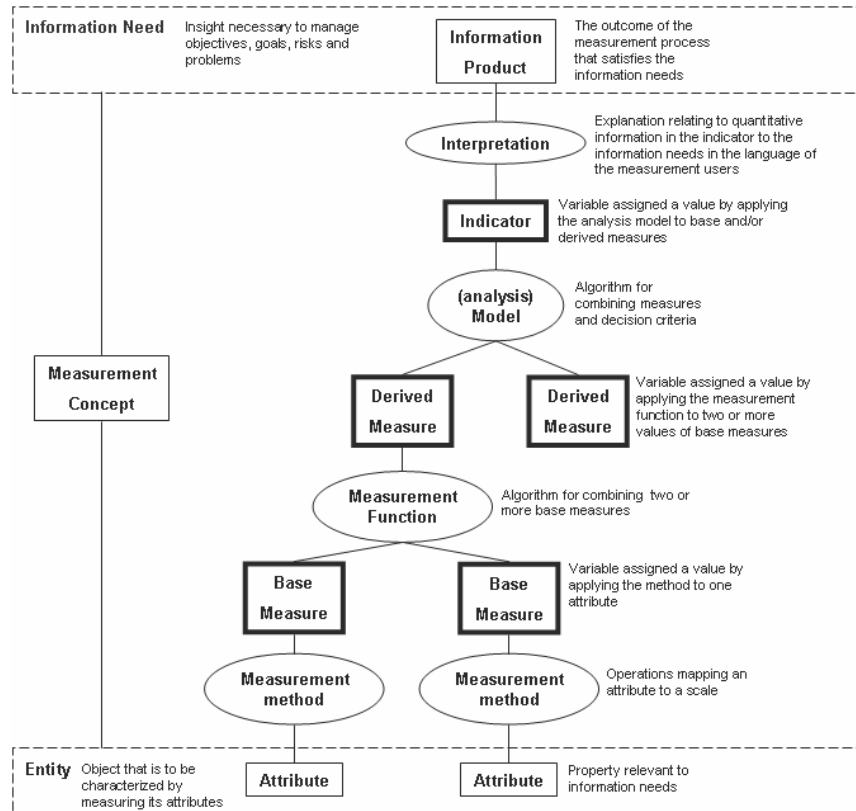 Information Need
Insight necessary to manage
objectives, goals, risks and
problems
Information
Product
The outcome of the
measurement process
that satisfies the
information needs
Interpretation
Explanation relating to quantitative
information in the indicator to the
information needs in the language of
the measurement users
Indicator
Variable assigned a value by applying
the analysis model to base and/or
derived measures
(analysis)
Model
Algorithm for
combining measures
and decision criteria
Measurement
Concept
Derived
Measure
Derived
Measure
Variable assigned a value by
applying the measurement
function to two or more
values of base measures
Measurement
Function
Algorithm for combining two or
more base measures
Base
Measure
Base
Measure
Variable assigned a value by
applying the method to one
attribute
Measurement
method
Measurement
method
Operations mapping an
attribute to a scale
Entity
Object that is to be
characterized by
measuring its attributes
Attribute
Attribute
Property relevant to
information needs